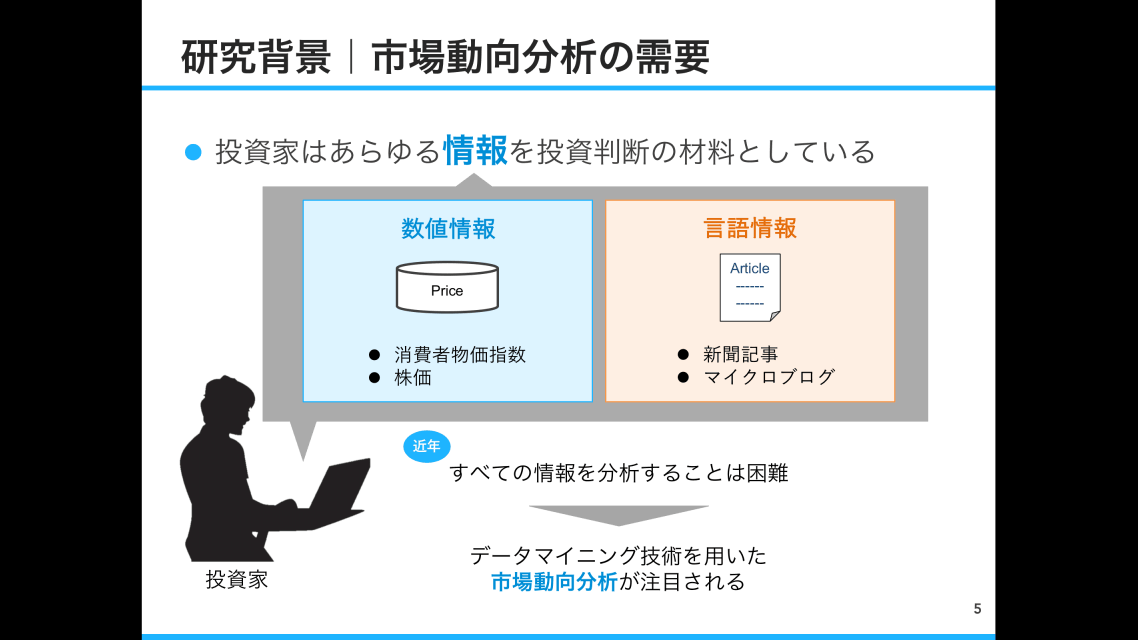 研究背景｜市場動向分析の需要
● 投資家はあらゆる情報を投資判断の材料としている
数値情報
Price
● 消費者物価指数
● 株価
言語情報
Article
------
------
● 新聞記事
● マイクロブログ
近年
すべての情報を分析することは困難
データマイニング技術を用いた
市場動向分析が注目される
投資家
5